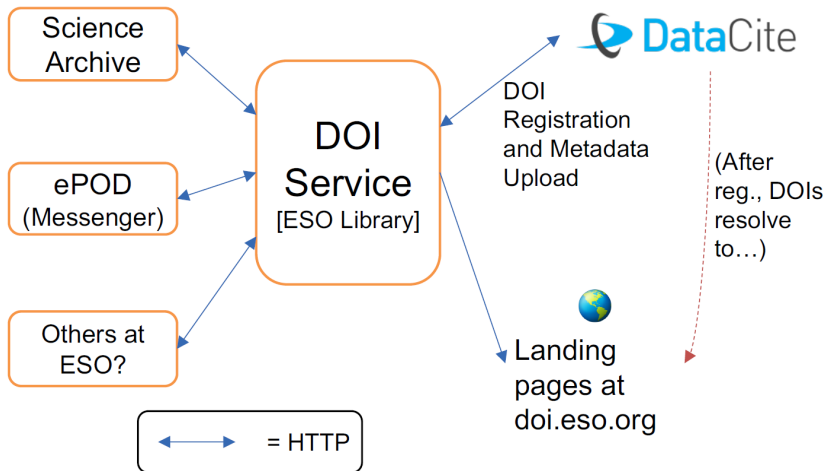 Science
Archive
ePOD
(Messenger)
Others at
ESO?
DOI
Service
[ESO Library]
DataCite
DOI
Registration
and Metadata
Upload
(After
reg., DOIs
resolve
to…)
Landing
pages at
doi.eso.org
= HTTP